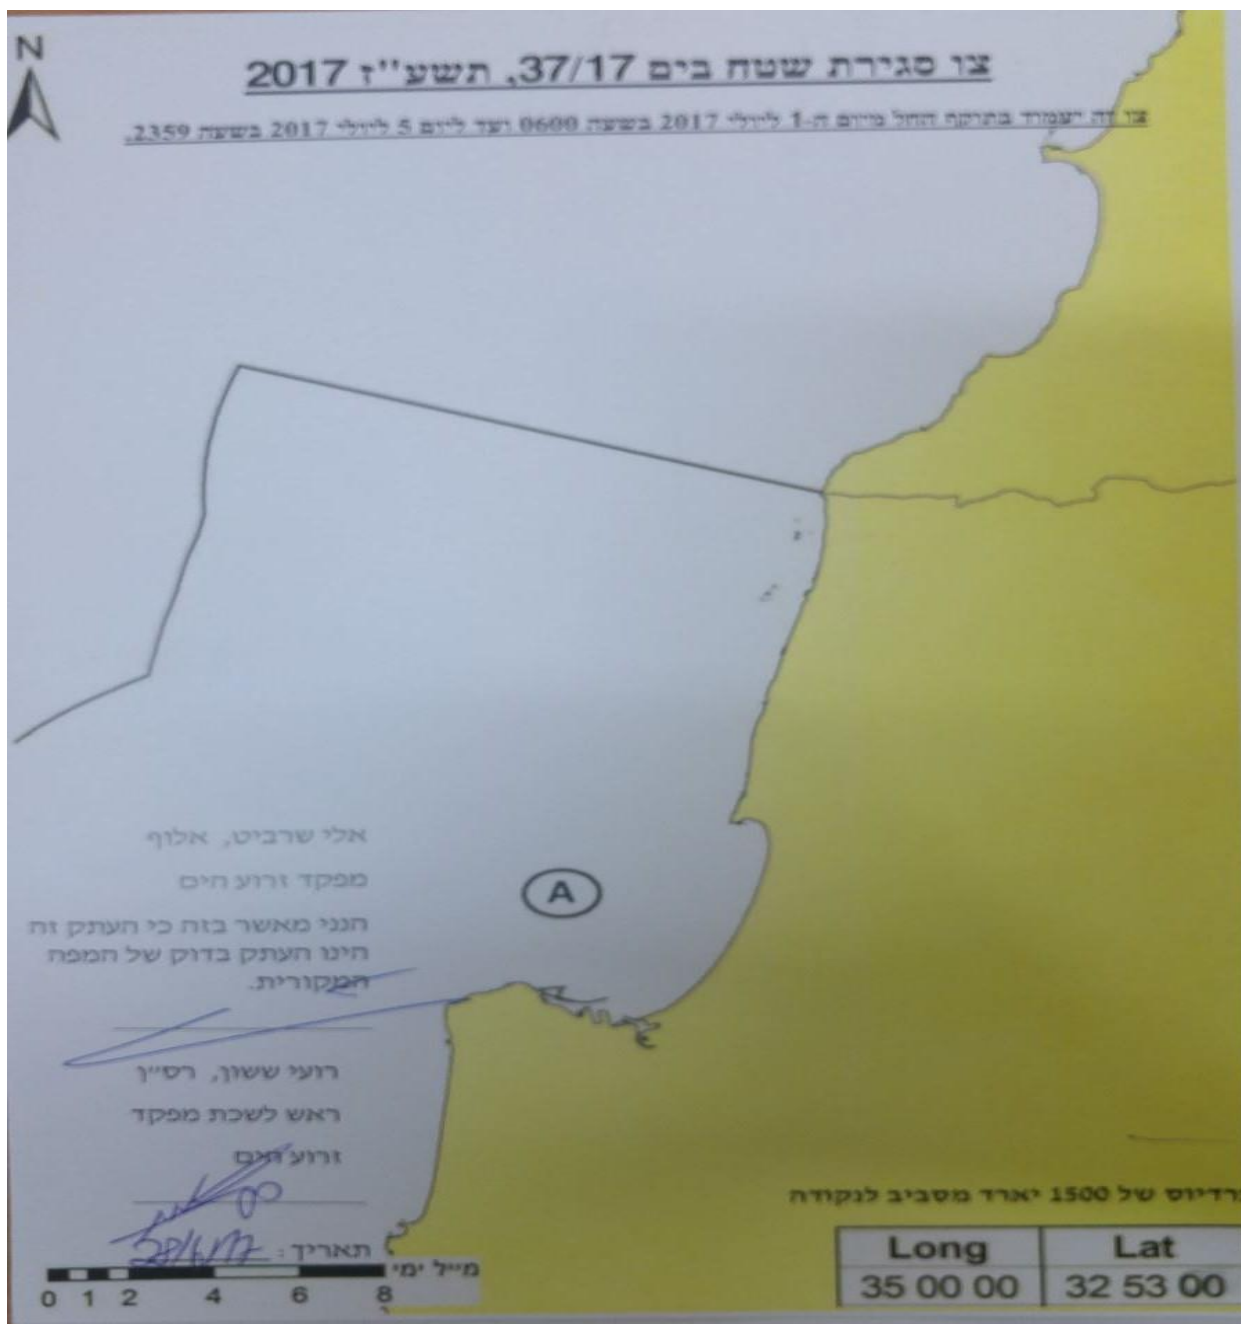 N
צו סגירת שטח בים 37/17, תשע"ז 2017
צו זה יעמוד בתוקף החל מיום ה-1 ליולי 2017 בשעה 0600 ועד ליום 5 ליולי 2017 בשעה 2359.
אלי שרביט, אלוף
מפקד זרוע הים
הנני מאשר בזה כי העתק זה
הינו העתק בדוק של המפה
המקורית.
A
רועי ששון, רס"ן
ראש לשכת מפקד
זרוע הים
תאריך: 28/6/17
מייל ימי
0 1 2 4 6 8
רדיוס של 1500 יארד מסביב לנקודה
Long Lat
35 00 00 32 53 00